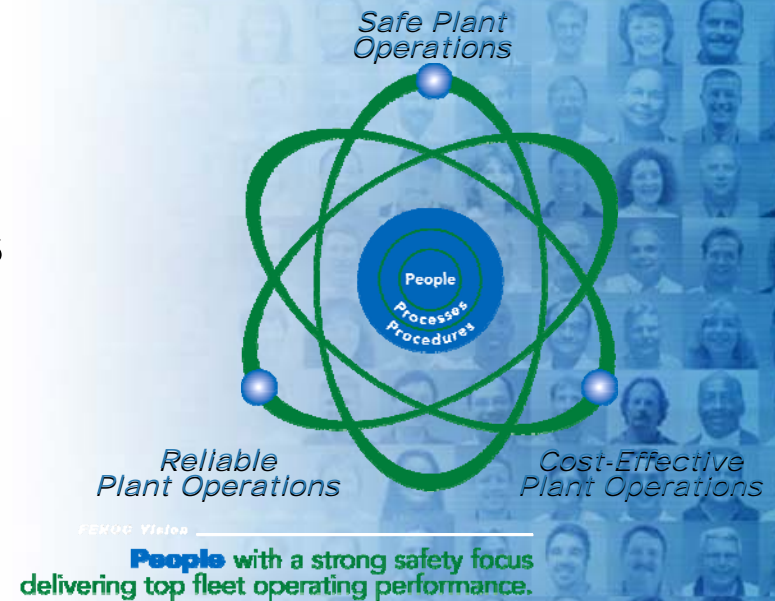 Safe Plant
Operations
People
Processes
Procedures
Reliable
Plant Operations
Cost-Effective
Plant Operations
FENOC Vision
People with a strong safety focus
delivering top fleet operating performance.